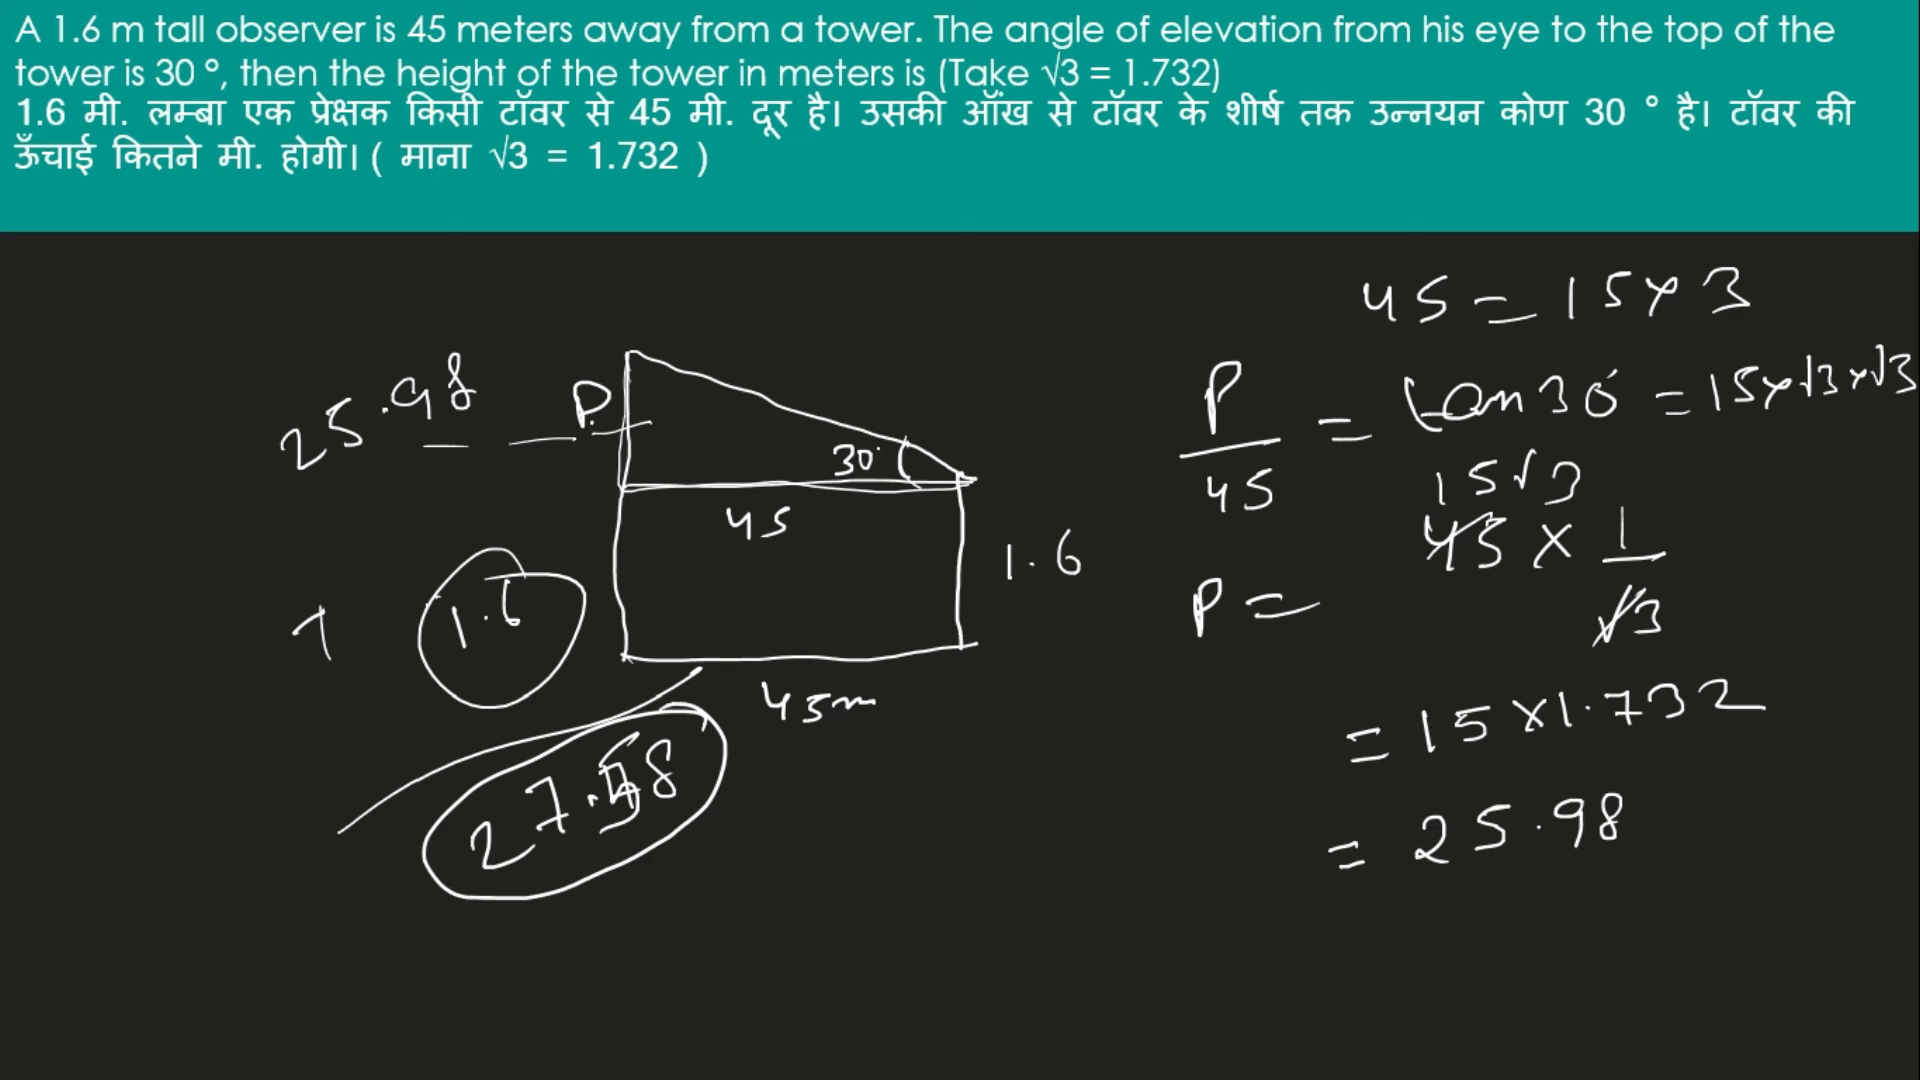 A 1.6 m tall observer is 45 meters away from a tower. The angle of elevation from his eye to the top of the
tower is 30 °, then the height of the tower in meters is (Take √3 = 1.732)
1.6 मी. लम्बा एक प्रेक्षक किसी टॉवर से 45 मी. दूर है। उसकी आँख से टॉवर के शीर्ष तक उन्नयन कोण 30 ° है। टॉवर की
ऊँचाई कितने मी. होगी। ( माना √3 = 1.732 )
45 = 15 × 3
25.98
P
30°
45
1.6
1.6
45m
P/45 = tan30 = 15×√3×√3
15√3
P = 45 × 1/√3
= 15 × 1.732
= 25.98